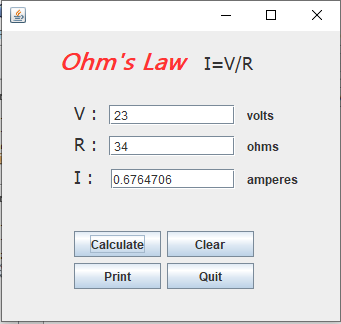 Ohm's Law I=V/R
V : 23 volts
R : 34 ohms
I : 0.6764706 amperes
Calculate Clear
Print Quit